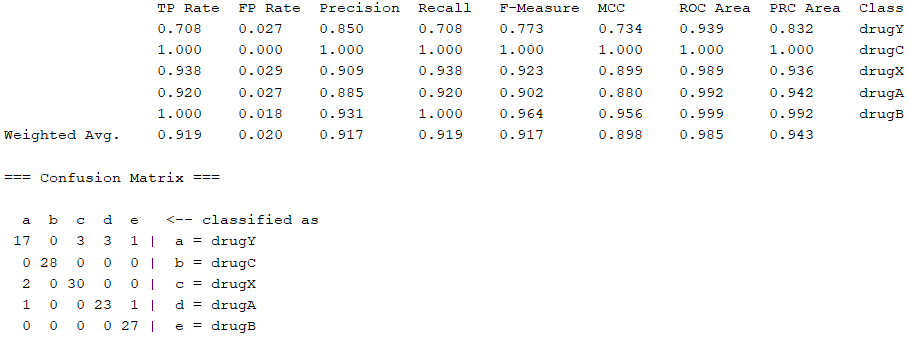 TP Rate FP Rate Precision Recall F-Measure MCC ROC Area PRC Area Class
0.708 0.027 0.850 0.708 0.773 0.734 0.939 0.832 drugY
1.000 0.000 1.000 1.000 1.000 1.000 1.000 1.000 drugC
0.938 0.029 0.909 0.938 0.923 0.899 0.989 0.936 drugX
0.920 0.027 0.885 0.920 0.902 0.880 0.992 0.942 drugA
1.000 0.018 0.931 1.000 0.964 0.956 0.999 0.992 drugB
Weighted Avg. 0.919 0.020 0.917 0.919 0.917 0.898 0.985 0.943
=== Confusion Matrix ===
a b c d e <-- classified as
17 0 3 3 1 | a = drugY
0 28 0 0 0 | b = drugC
2 0 30 0 0 | c = drugX
1 0 0 23 1 | d = drugA
0 0 0 0 27 | e = drugB